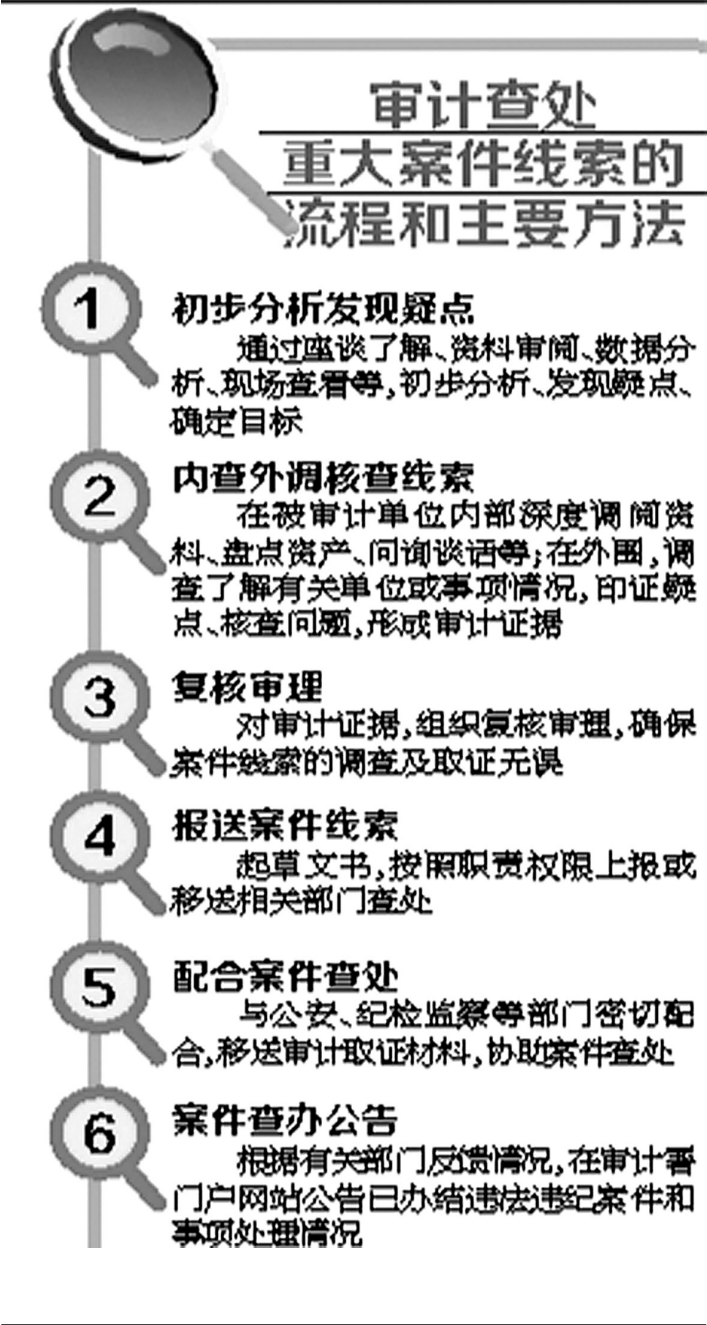 审计查处
重大案件线索的
流程和主要方法
1
初步分析发现疑点
通过座谈了解、资料审阅、数据分
析、现场查看等,初步分析、发现疑点、
确定目标
2
内查外调核查线索
在被审计单位内部深度调阅资
料、盘点资产、问询谈话等;在外围,调
查了解有关单位或事项情况,印证疑
点、核查问题,形成审计证据
3
复核审理
对审计证据,组织复核审理,确保
案件线索的调查及取证无误
4
报送案件线索
起草文书,按照职责权限上报或
移送相关部门查处
5
配合案件查处
与公安、纪检监察等部门密切配
合,移送审计取证材料,协助案件查处
6
案件查办公告
根据有关部门反馈情况,在审计署
门户网站公告已办结违法违纪案件和
事项处理情况